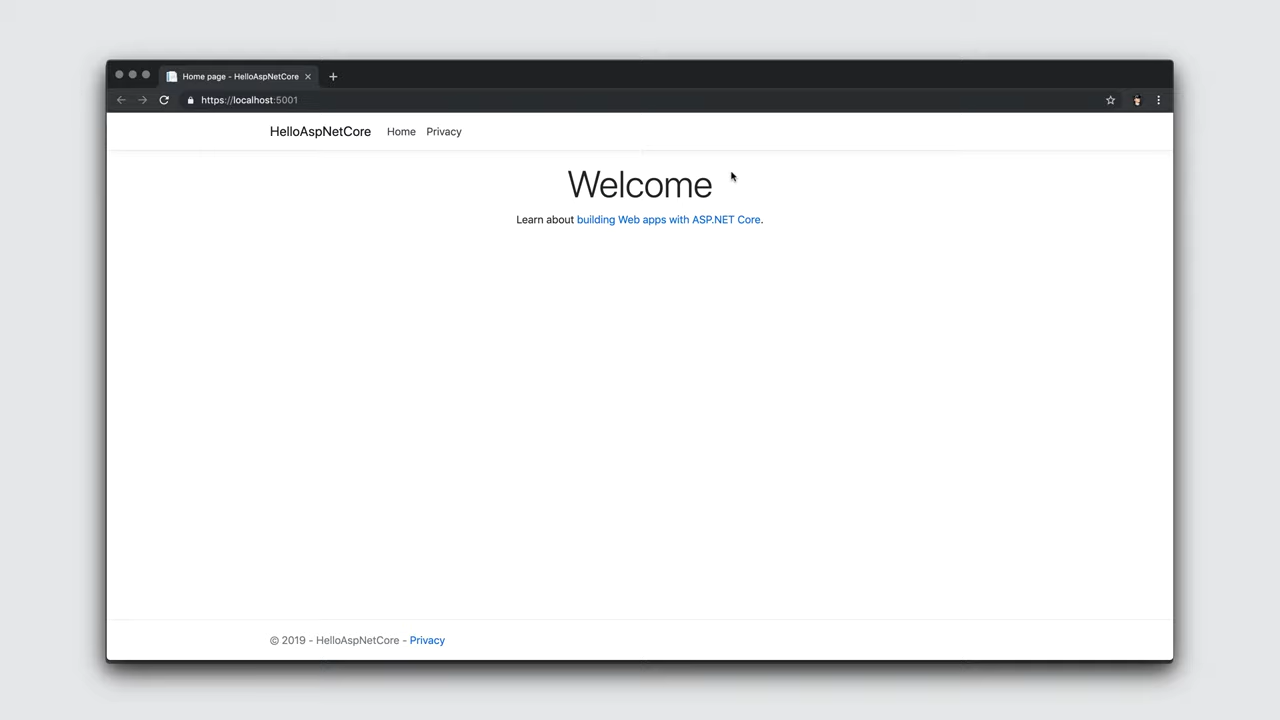 Home page - HelloAspNetCore
https://localhost:5001
HelloAspNetCore Home Privacy
Welcome
Learn about building Web apps with ASP.NET Core.
© 2019 - HelloAspNetCore - Privacy